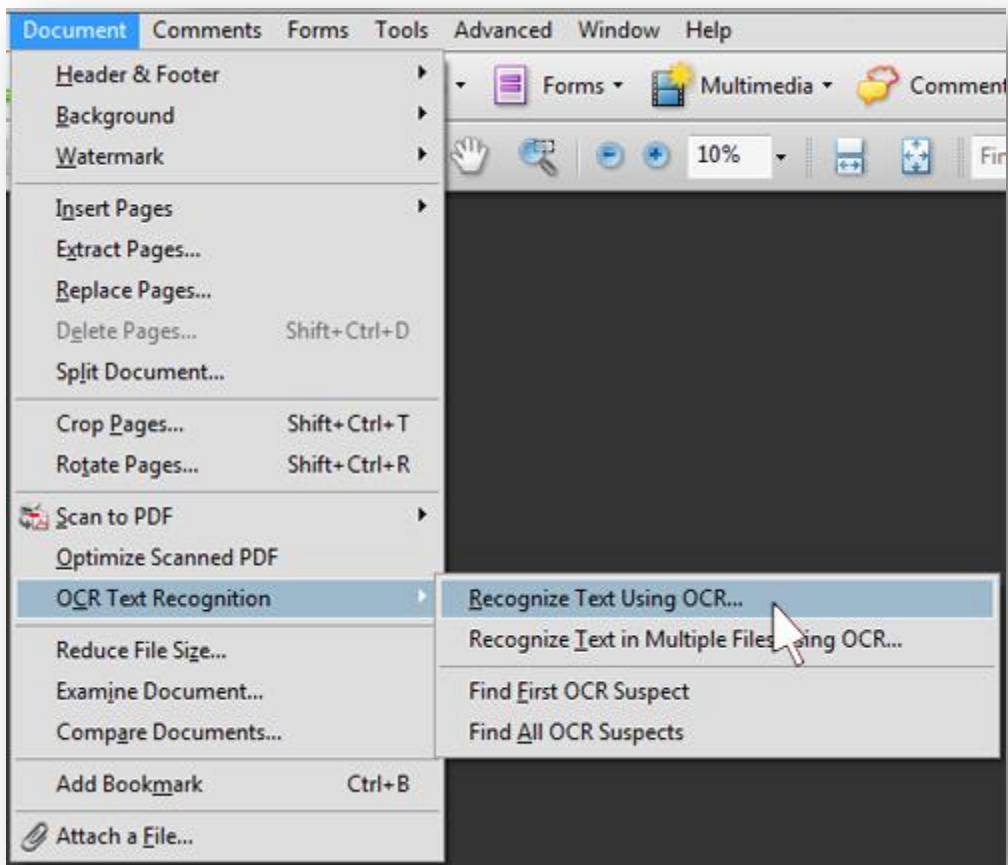 Document Comments Forms Tools Advanced Window Help
Forms Multimedia Comment
10%
Header & Footer
Background
Watermark
Insert Pages
Extract Pages...
Replace Pages...
Delete Pages... Shift+Ctrl+D
Split Document...
Crop Pages... Shift+Ctrl+T
Rotate Pages... Shift+Ctrl+R
Scan to PDF
Optimize Scanned PDF
OCR Text Recognition
Recognize Text Using OCR...
Recognize Text in Multiple Files Using OCR...
Find First OCR Suspect
Find All OCR Suspects
Reduce File Size...
Examine Document...
Compare Documents...
Add Bookmark Ctrl+B
Attach a File...